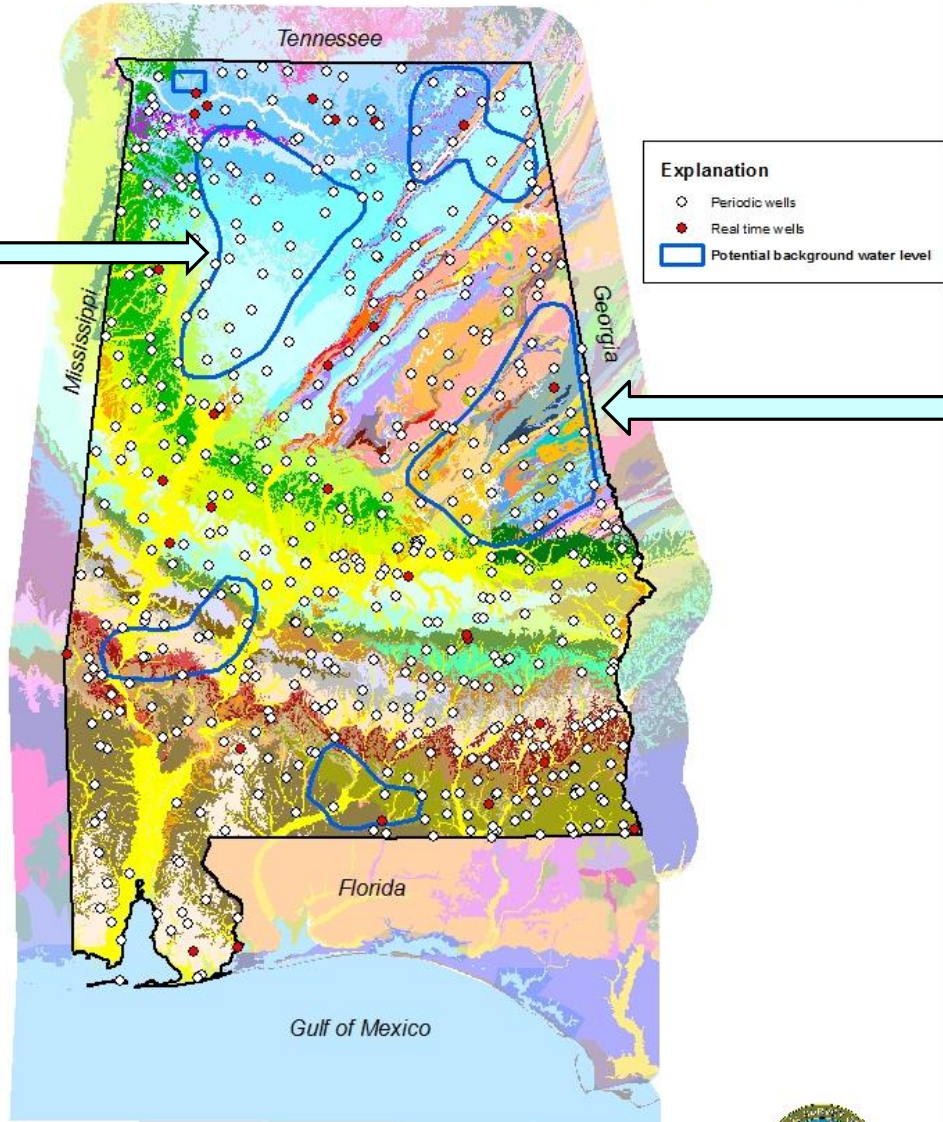 Tennessee
Explanation
Periodic wells
Real time wells
Potential background water level
Mississippi
Georgia
Florida
Gulf of Mexico